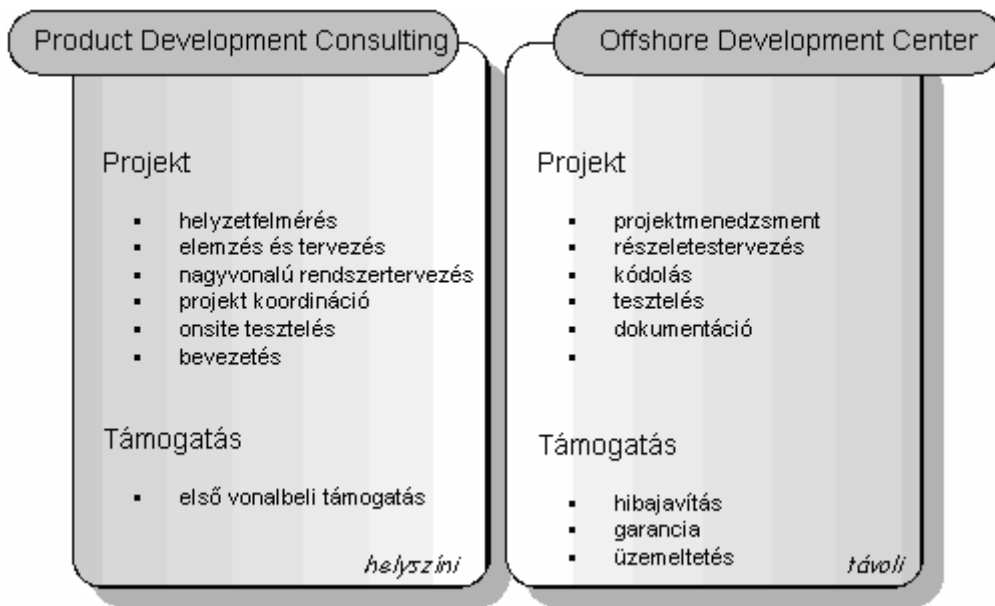 Product Development Consulting
Projekt
▪ helyzetfelmérés
▪ elemzés és tervezés
▪ nagyvonalú rendszertervezés
▪ projekt koordináció
▪ onsite tesztelés
▪ bevezetés
Támogatás
▪ első vonalbeli támogatás
helyszíni
Offshore Development Center
Projekt
▪ projektmenedzsment
▪ részeletestervezés
▪ kódolás
▪ tesztelés
▪ dokumentáció
▪
Támogatás
▪ hibajavítás
▪ garancia
▪ üzemeltetés
távoli